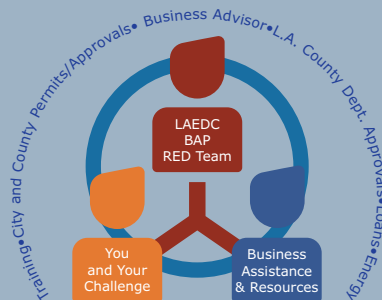 Training•City and County Permits/Approvals• Business Advisor•L.A. County Dept. Approvals•Loans•Energy
LAEDC
BAP
RED Team
You
and Your
Challenge
Business
Assistance
& Resources